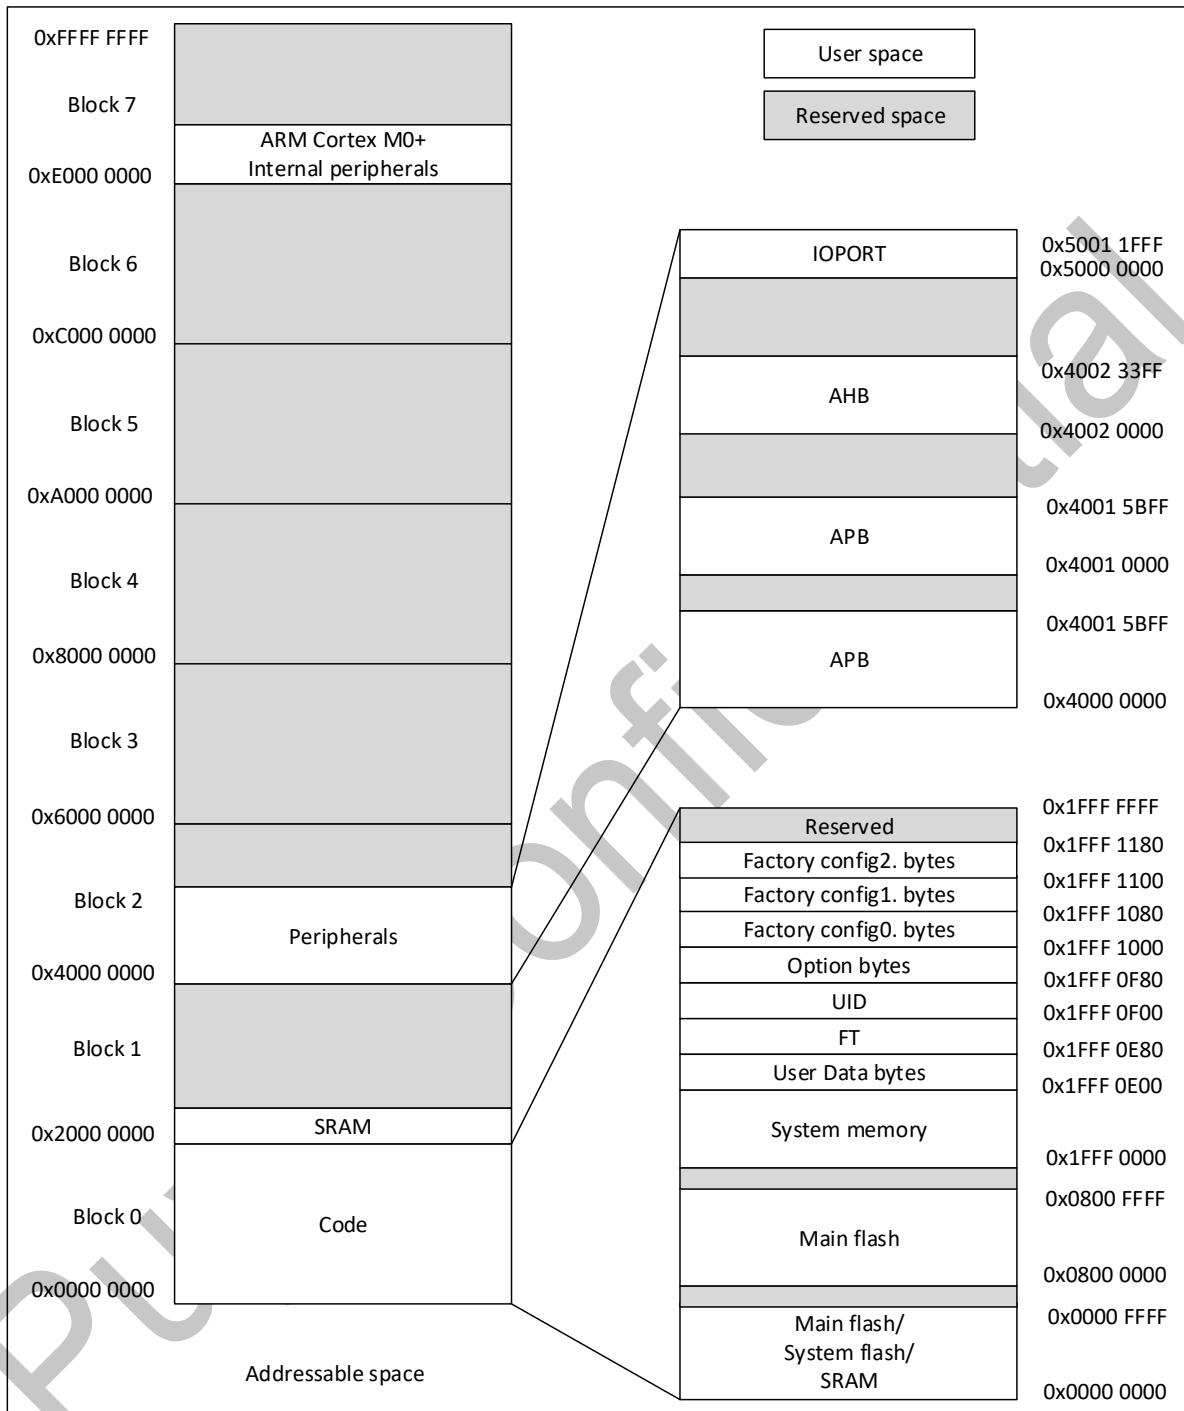 0xFFFF FFFF
Block 7
ARM Cortex M0+
Internal peripherals
0xE000 0000
Block 6
0xC000 0000
Block 5
0xA000 0000
Block 4
0x8000 0000
Block 3
0x6000 0000
Block 2
Peripherals
0x4000 0000
Block 1
SRAM
0x2000 0000
Block 0
Code
0x0000 0000
Addressable space
User space
Reserved space
IOPORT
0x5001 1FFF
0x5000 0000
0x4002 33FF
AHB
0x4002 0000
0x4001 5BFF
APB
0x4001 0000
0x4001 5BFF
APB
0x4000 0000
0x1FFF FFFF
Reserved
0x1FFF 1180
Factory config2. bytes
0x1FFF 1100
Factory config1. bytes
0x1FFF 1080
Factory config0. bytes
0x1FFF 1000
Option bytes
0x1FFF 0F80
UID
0x1FFF 0F00
FT
0x1FFF 0E80
User Data bytes
0x1FFF 0E00
System memory
0x1FFF 0000
0x0800 FFFF
Main flash
0x0800 0000
0x0000 FFFF
Main flash/
System flash/
SRAM
0x0000 0000